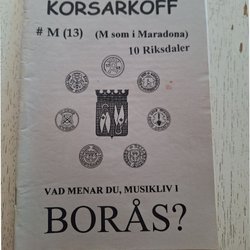 KORSARKOFF
# M (13) (M som i Maradona)
10 Riksdaler
VAD MENAR DU, MUSIKLIV I
BORÅS?